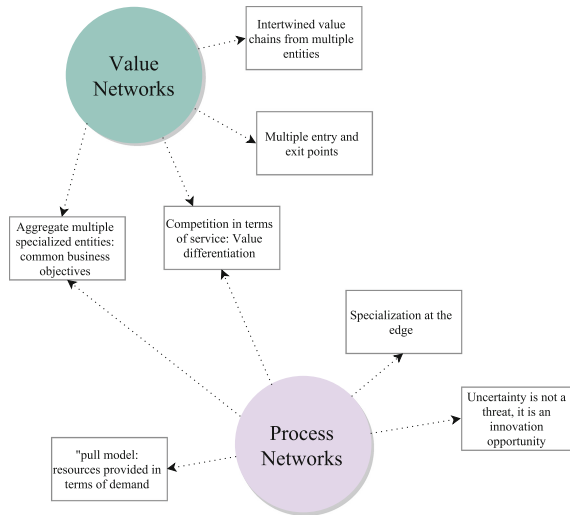 Intertwined value
chains from multiple
entities
Value
Networks
Multiple entry and
exit points
Aggregate multiple
specialized entities:
common business
objectives
Competition in terms
of service: Value
differentiation
Specialization at the
edge
Uncertainty is not a
threat, it is an
innovation
opportunity
Process
Networks
"pull model:
resources provided in
terms of demand